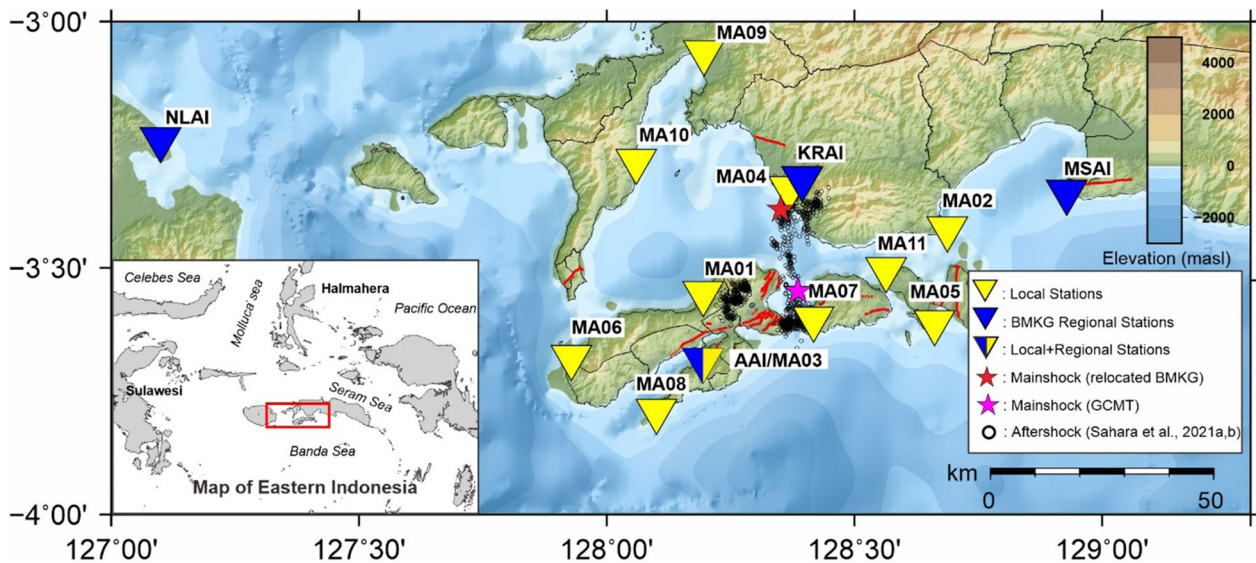 −3°00'
−3°30'
−4°00'
127°00'
127°30'
128°00'
128°30'
129°00'
MA09
NLAI
MA10
KRAI
MA04
MSAI
MA02
MA11
MA01
MA07
MA05
MA06
AAI/MA03
MA08
4000
2000
0
−2000
Elevation (masl)
: Local Stations
: BMKG Regional Stations
: Local+Regional Stations
: Mainshock (relocated BMKG)
: Mainshock (GCMT)
: Aftershock (Sahara et al., 2021a,b)
km
0
50
Celebes Sea
Molluca sea
Halmahera
Pacific Ocean
Sulawesi
Seram Sea
Banda Sea
Map of Eastern Indonesia